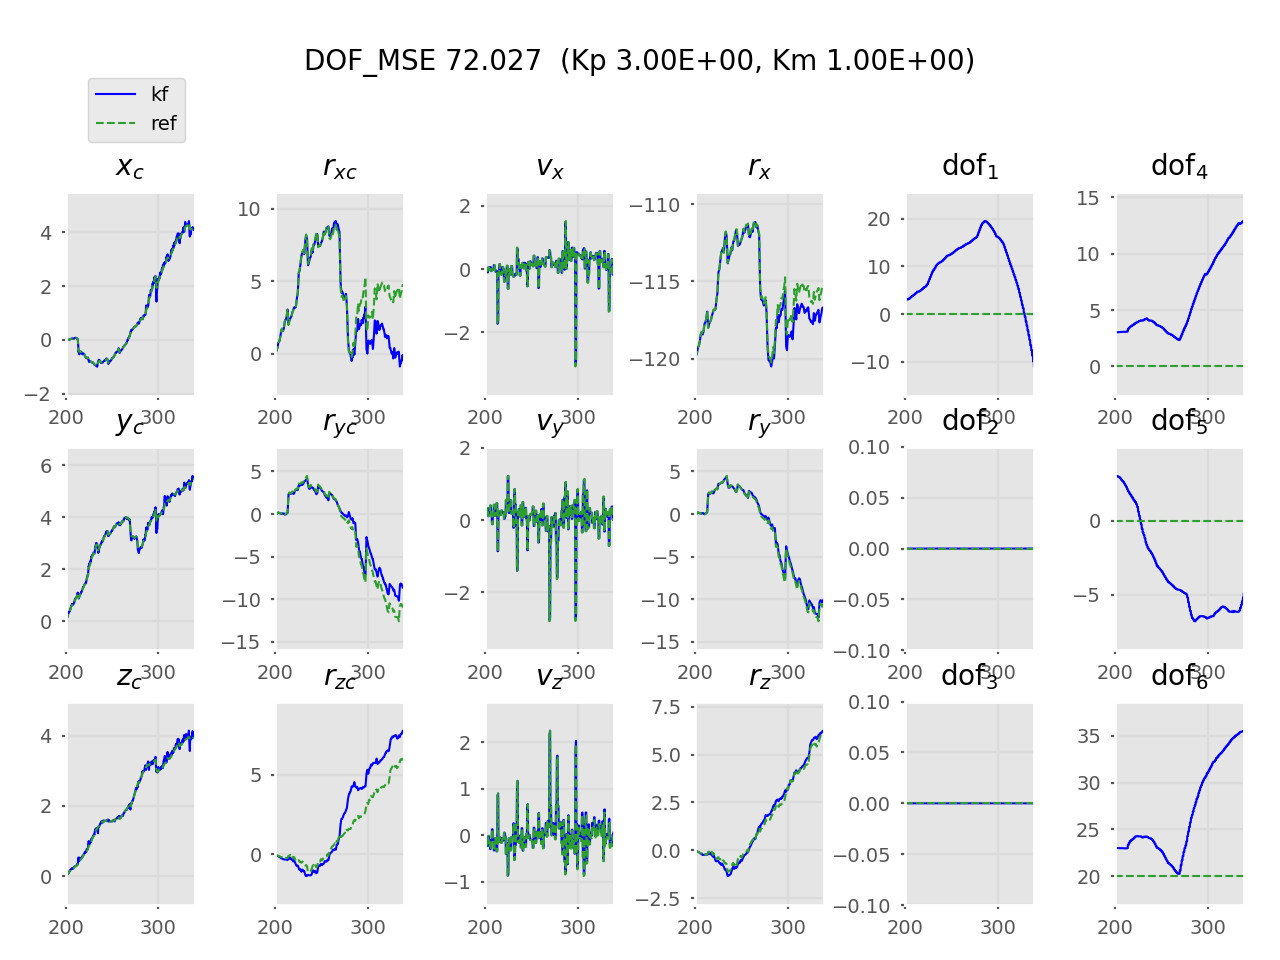 DOF_MSE 72.027  (Kp 3.00E+00, Km 1.00E+00)
kf
ref
x_c r_xc v_x r_x dof_1 dof_4
4 2 0 −2 200 300
10 5 0 200 300
2 0 −2 200 300
−110 −115 −120 200 300
20 10 0 −10 200 300
15 10 5 0 200 300
y_c r_yc v_y r_y dof_2 dof_5
6 4 2 0 200 300
5 0 −5 −10 −15 200 300
2 0 −2 200 300
5 0 −5 −10 −15 200 300
0.10 0.05 0.00 −0.05 −0.10 200 300
0 −5 200 300
z_c r_zc v_z r_z dof_3 dof_6
4 2 0 200 300
5 0 200 300
2 1 0 −1 200 300
7.5 5.0 2.5 0.0 −2.5 200 300
0.10 0.05 0.00 −0.05 −0.10 200 300
35 30 25 20 200 300